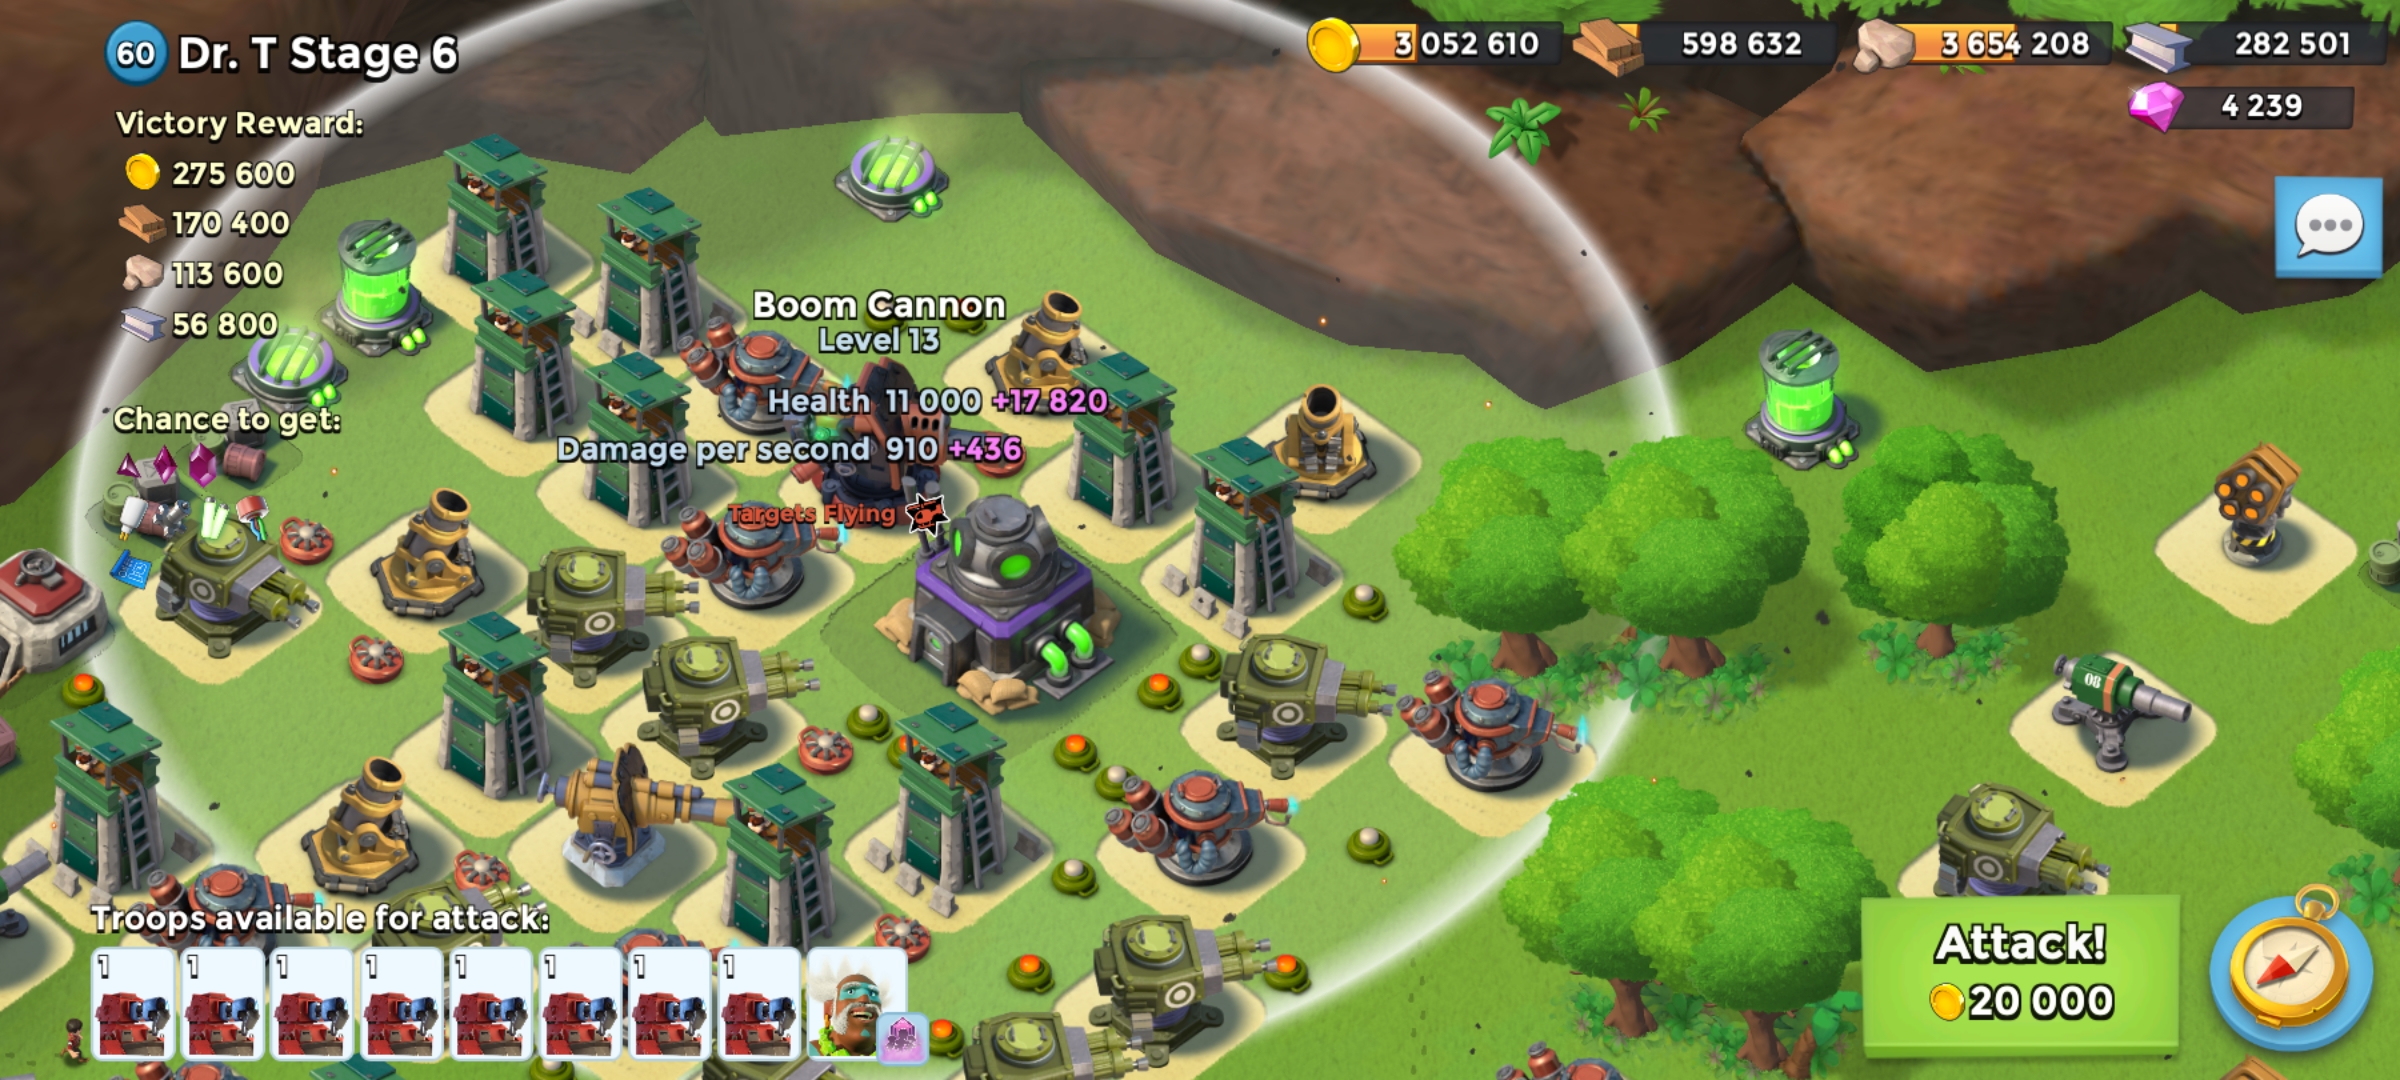 60 Dr. T Stage 6
3 052 610
598 632
3 654 208
282 501
4 239
Victory Reward:
275 600
170 400
113 600
56 800
Chance to get:
Boom Cannon
Level 13
Health 11 000 +17 820
Damage per second 910 +436
Targets Flying
08
Troops available for attack:
1 1 1 1 1 1 1 1
Attack!
20 000